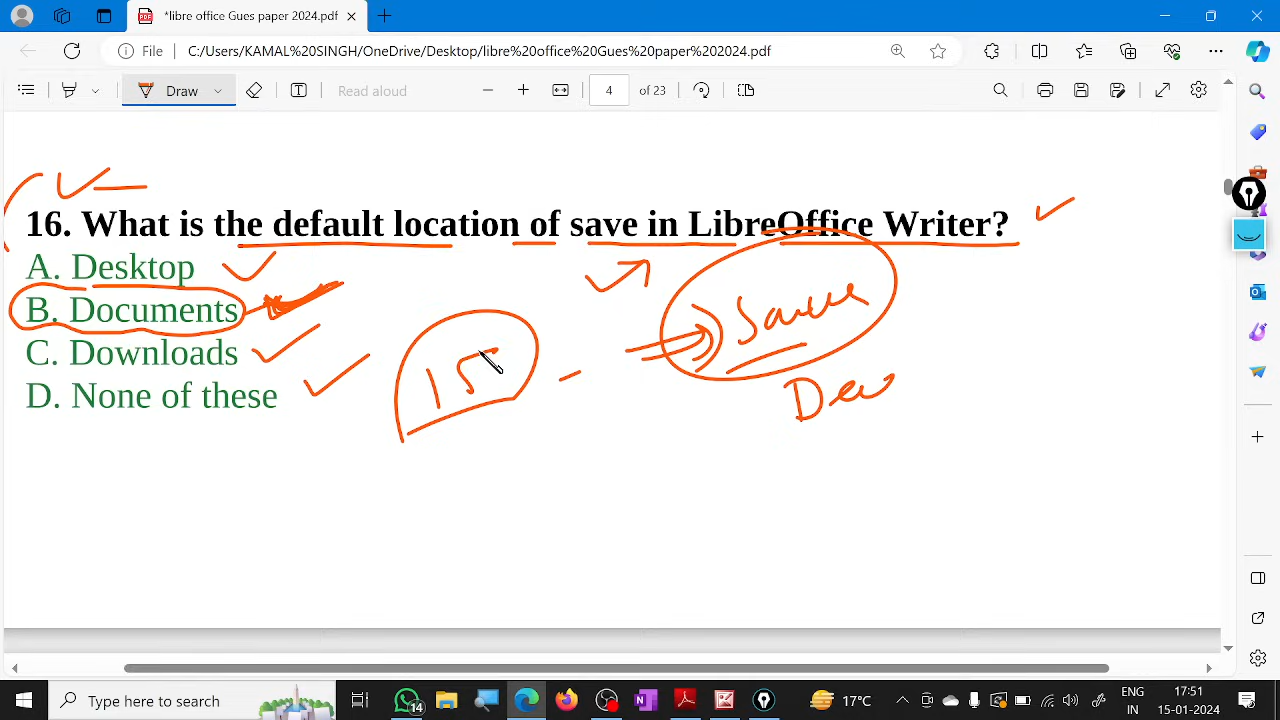 *libre office Gues paper 2024.pdf
File C:/Users/KAMAL%20SINGH/OneDrive/Desktop/libre%20office%20Gues%20paper%202024.pdf
Draw Read aloud 4 of 23
16. What is the default location of save in LibreOffice Writer?
A. Desktop
B. Documents
C. Downloads
D. None of these
15
Save
Type here to search
14
17°C
ENG
IN
17:51
15-01-2024